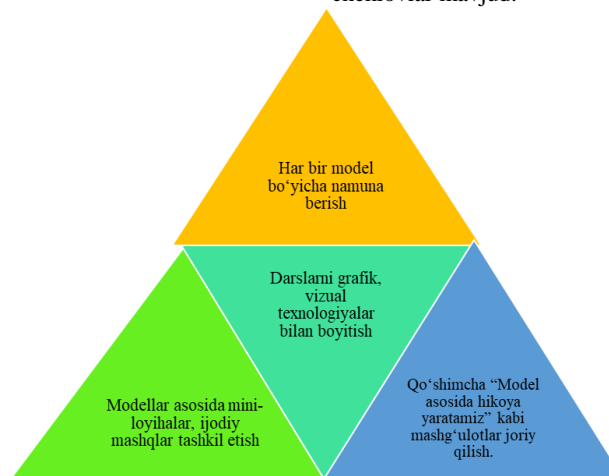 mavjud.
Har bir model
bo‘yicha namuna
berish
Darslarni grafik,
vizual
texnologiyalar
bilan boyitish
Modellar asosida mini-
loyihalar, ijodiy
mashqlar tashkil etish
Qo‘shimcha “Model
asosida hikoya
yaratamiz” kabi
mashg‘ulotlar joriy
qilish.